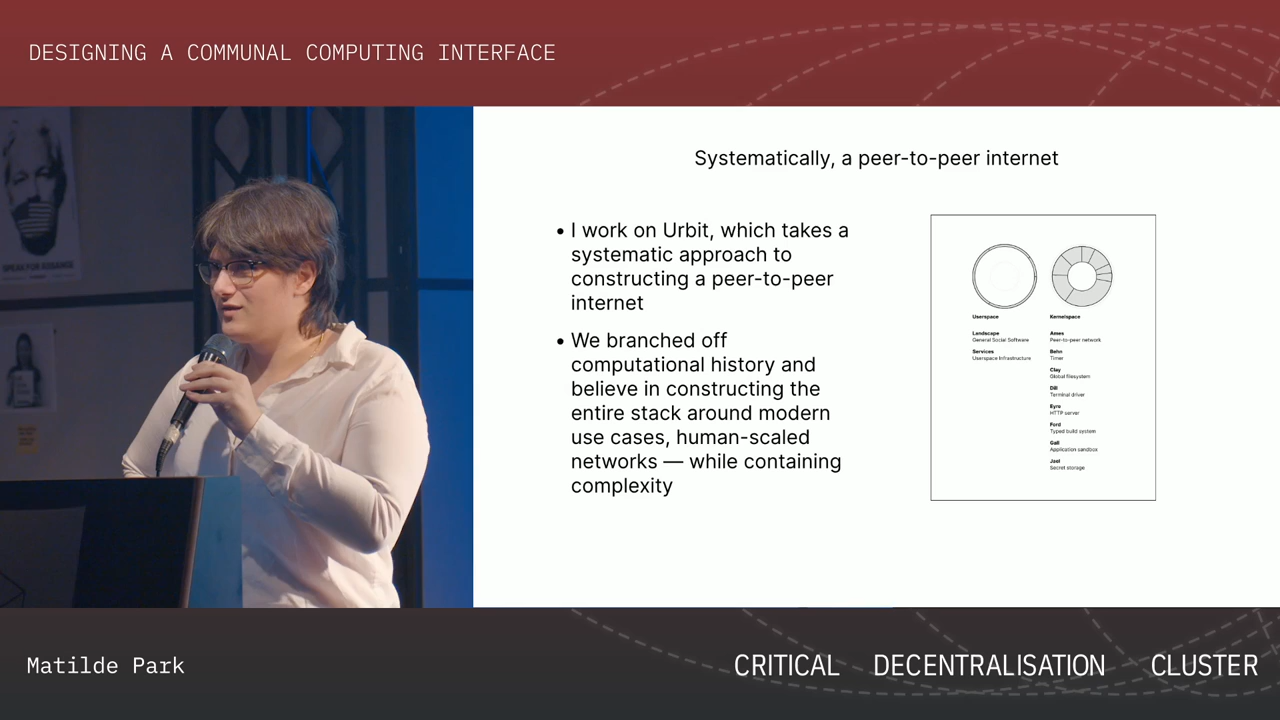 DESIGNING A COMMUNAL COMPUTING INTERFACE
Systematically, a peer-to-peer internet
• I work on Urbit, which takes a
systematic approach to
constructing a peer-to-peer
internet
• We branched off
computational history and
believe in constructing the
entire stack around modern
use cases, human-scaled
networks — while containing
complexity
Userspace
Landscape
General Social Software
Services
Userspace Infrastructure
Kernelspace
Ames
Peer-to-peer network
Behn
Timer
Clay
Global filesystem
Dill
Terminal driver
Eyre
HTTP server
Ford
Typed build system
Gall
Application sandbox
Jael
Secret storage
Matilde Park
CRITICAL DECENTRALISATION CLUSTER